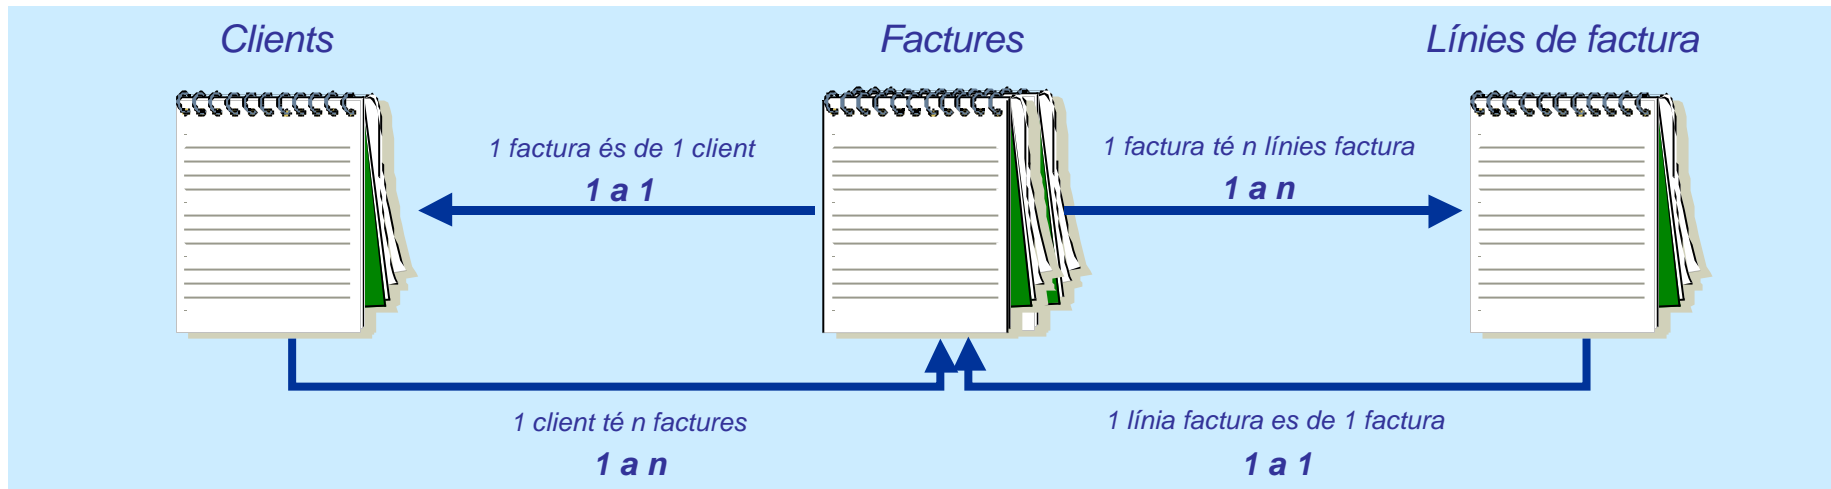 Clients
Factures
Línies de factura
1 factura és de 1 client
1 a 1
1 factura té n línies factura
1 a n
1 client té n factures
1 a n
1 línia factura es de 1 factura
1 a 1